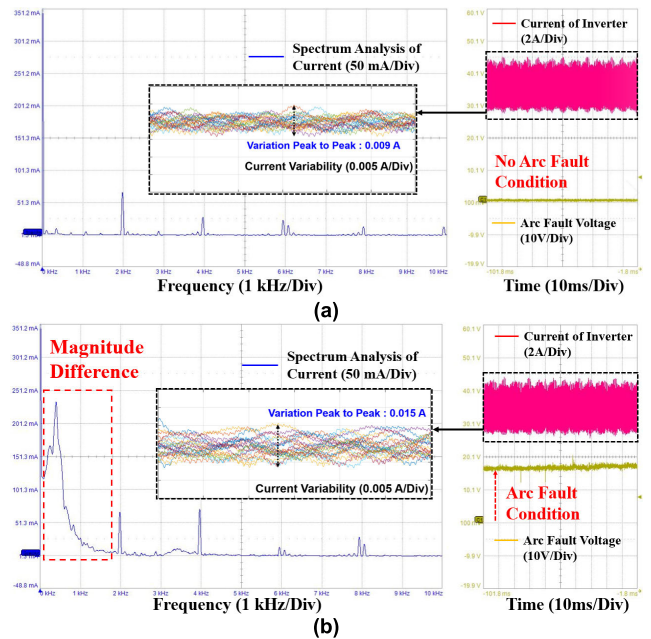 351.2 mA
301.2 mA
251.2 mA
201.2 mA
151.3 mA
101.3 mA
51.3 mA
-48.8 mA
Spectrum Analysis of
Current (50 mA/Div)
Variation Peak to Peak : 0.009 A
Current Variability (0.005 A/Div)
0 kHz 1 kHz 2 kHz 3 kHz 4 kHz 5 kHz 6 kHz 7 kHz 8 kHz 9 kHz 10 kHz
Frequency (1 kHz/Div)
60.1 V
50.1 V
40.1 V
30.1 V
20.1 V
10.1 V
100 mV
-9.9 V
-19.9 V
Current of Inverter
(2A/Div)
No Arc Fault
Condition
Arc Fault Voltage
(10V/Div)
-101.8 ms -1.8 ms
Time (10ms/Div)
(a)
351.2 mA
301.2 mA
251.2 mA
201.2 mA
151.3 mA
101.3 mA
51.3 mA
-48.8 mA
Magnitude
Difference
Spectrum Analysis of
Current (50 mA/Div)
Variation Peak to Peak : 0.015 A
Current Variability (0.005 A/Div)
0 kHz 1 kHz 2 kHz 3 kHz 4 kHz 5 kHz 6 kHz 7 kHz 8 kHz 9 kHz 10 kHz
Frequency (1 kHz/Div)
60.1 V
50.1 V
40.1 V
30.1 V
20.1 V
10.1 V
100 mV
-9.9 V
-19.9 V
Current of Inverter
(2A/Div)
Arc Fault
Condition
Arc Fault Voltage
(10V/Div)
-101.8 ms -1.8 ms
Time (10ms/Div)
(b)